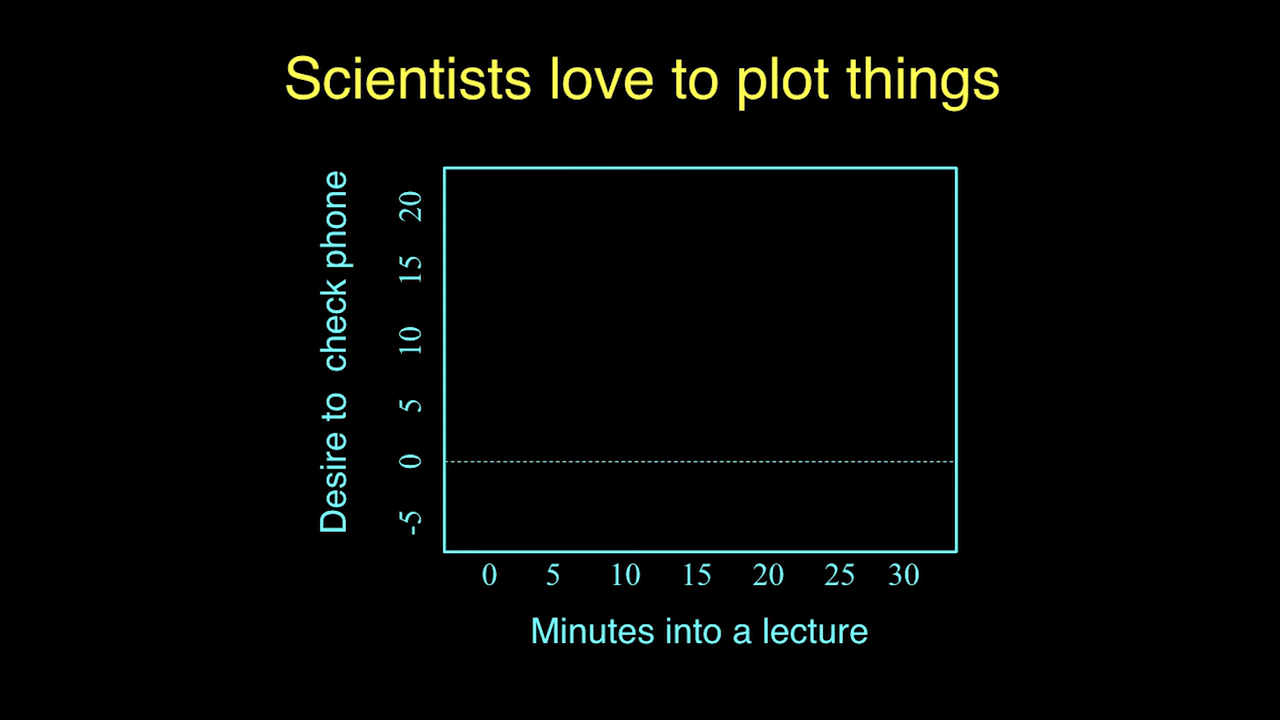 Scientists love to plot things
Desire to check phone
20
15
10
5
0
-5
0 5 10 15 20 25 30
Minutes into a lecture